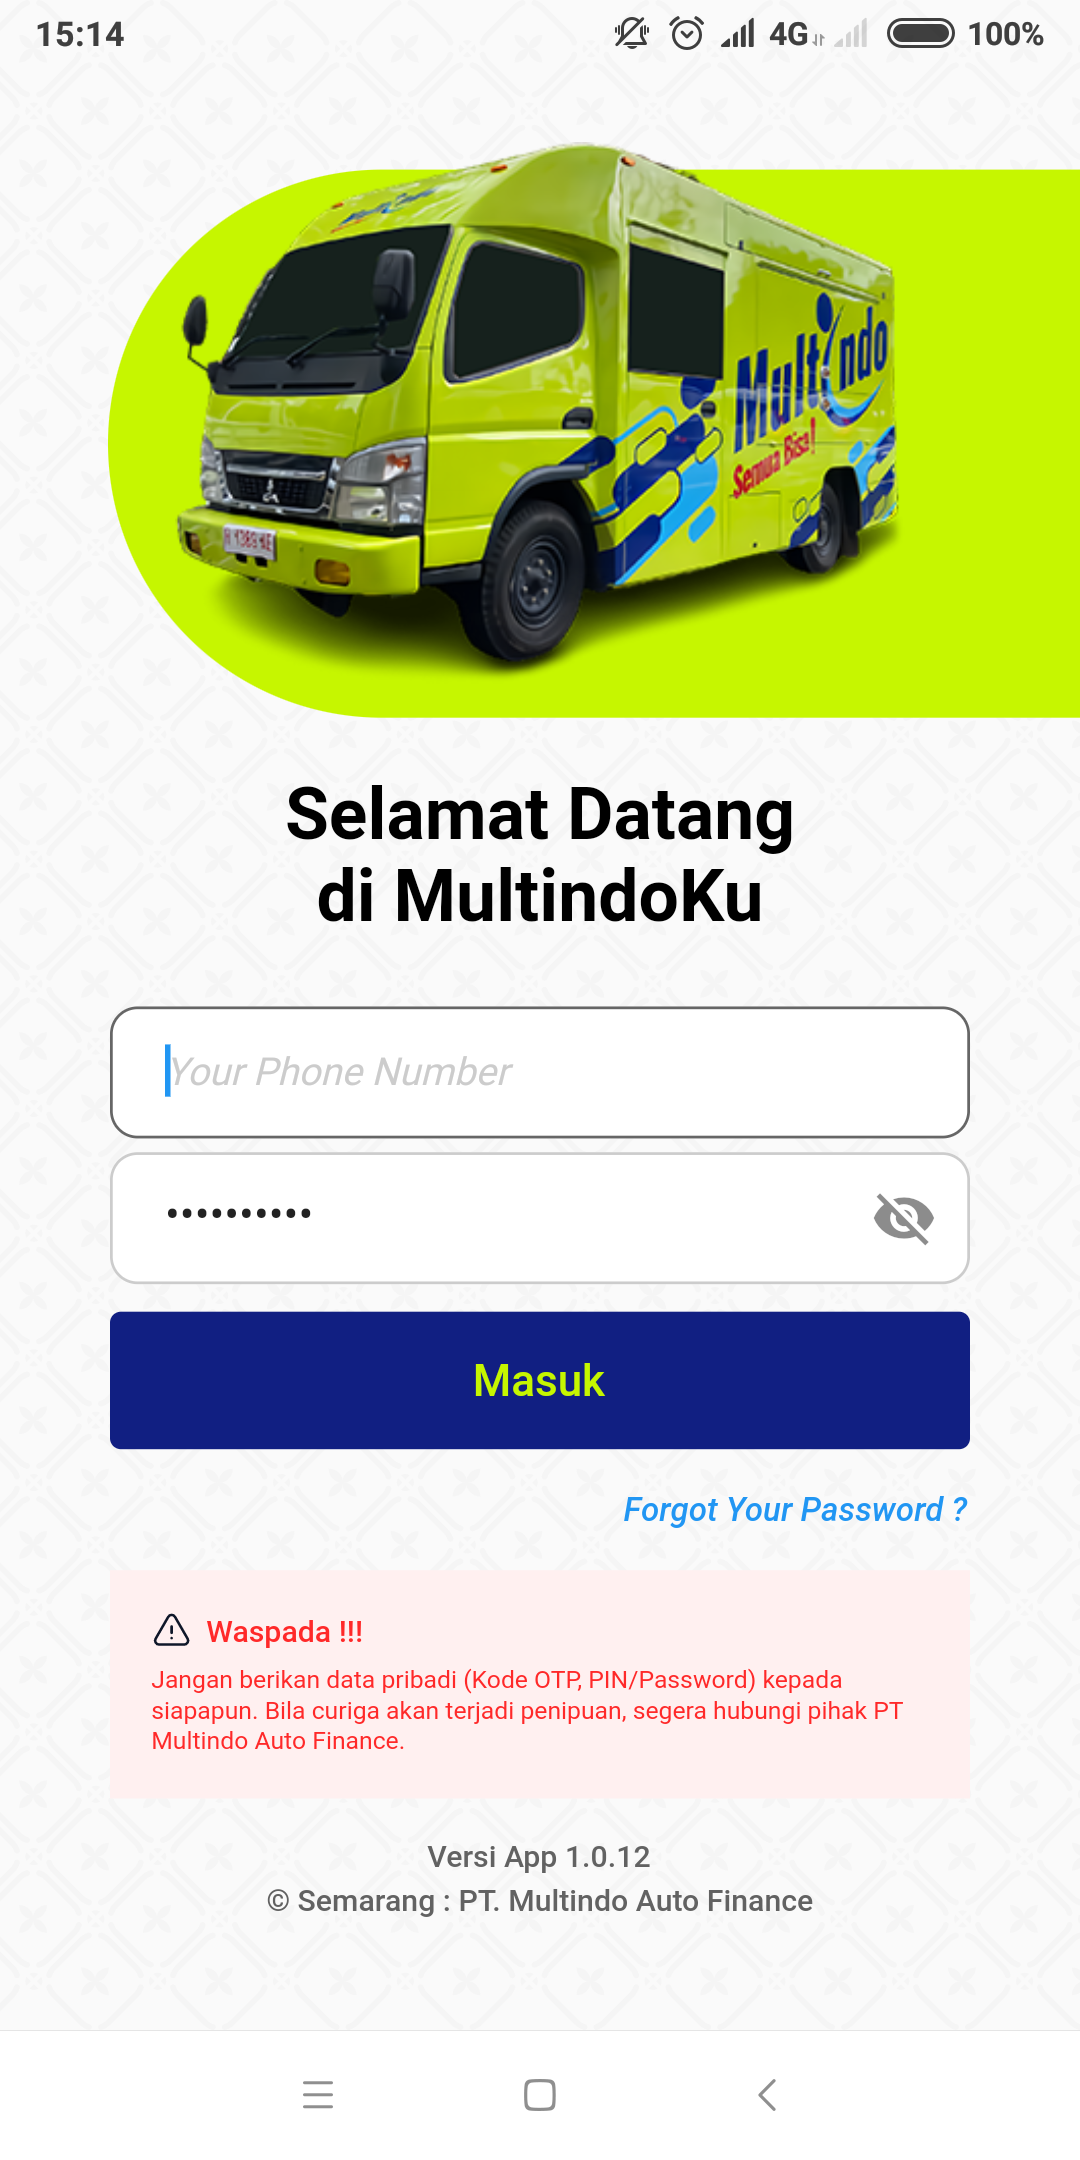 15:14
4G
100%
Multindo
Semua Bisa!
Selamat Datang
di MultindoKu
Your Phone Number
••••••••••
Masuk
Forgot Your Password ?
Waspada !!!
Jangan berikan data pribadi (Kode OTP, PIN/Password) kepada
siapapun. Bila curiga akan terjadi penipuan, segera hubungi pihak PT
Multindo Auto Finance.
Versi App 1.0.12
© Semarang : PT. Multindo Auto Finance